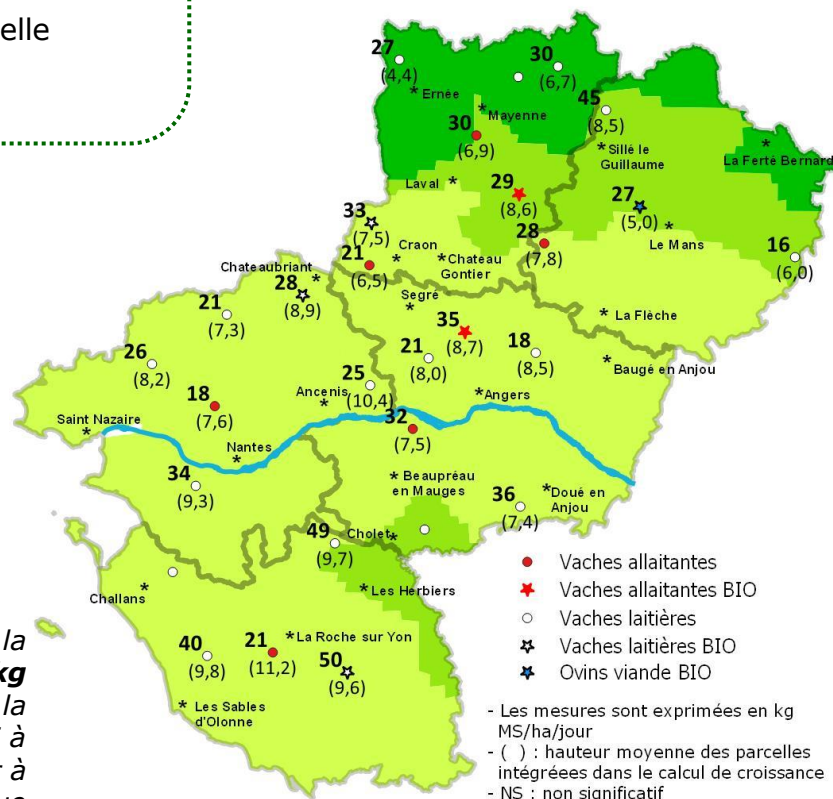 elle
27
(4,4)
* Ernée
30
(6,7)
* Mayenne
45
(8,5)
30
(6,9)
* Sillé le
Guillaume
*
La Ferté Bernard
Laval *
29
(8,6)
27
(5,0)
*
Le Mans
33
(7,5)
28
(7,8)
16
(6,0)
21
(6,5)
* Craon
* Chateau
Gontier
Chateaubriant *
28
(8,9)
Segré
*
* La Flèche
21
(7,3)
35
(8,7)
21
(8,0)
18
(8,5)
* Baugé en Anjou
26
(8,2)
25
(10,4)
Ancenis *
* Angers
18
(7,6)
32
(7,5)
Saint Nazaire
*
Nantes
*
34
(9,3)
* Beaupréau
en Mauges
36
(7,4)
* Doué en
Anjou
49
(9,7)
Cholet *
* Les Herbiers
Challans *
40
(9,8)
21
(11,2)
* La Roche sur Yon
50
(9,6)
* Les Sables
d'Olonne
Vaches allaitantes
Vaches allaitantes BIO
Vaches laitières
Vaches laitières BIO
Ovins viande BIO
- Les mesures sont exprimées en kg
MS/ha/jour
- ( ) : hauteur moyenne des parcelles
intégréees dans le calcul de croissance
- NS : non significatif
la
kg
la
à
à